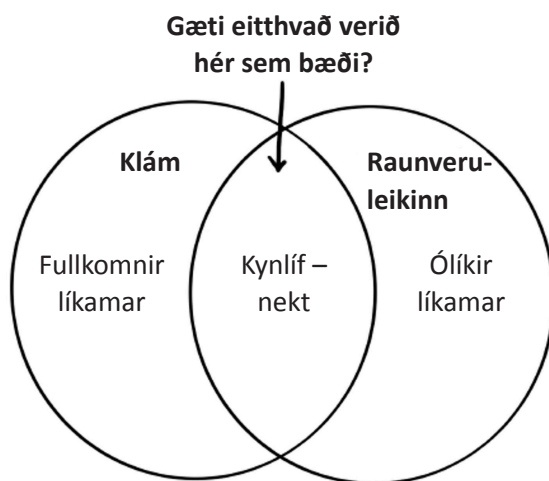 Gæti eitthvað verið
hér sem bæði?
Klám
Raunveru-
leikinn
Fullkomnir
líkamar
Kynlíf –
nekt
Ólíkir
líkamar